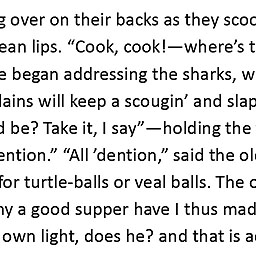 g over on their backs as they scoo
ean lips. “Cook, cook!—where’s t
e began addressing the sharks, w
lains will keep a scougin’ and slap
d be? Take it, I say”—holding the
ention.” “All ’dention,” said the ol
for turtle-balls or veal balls. The o
ny a good supper have I thus mad
own light, does he? and that is a